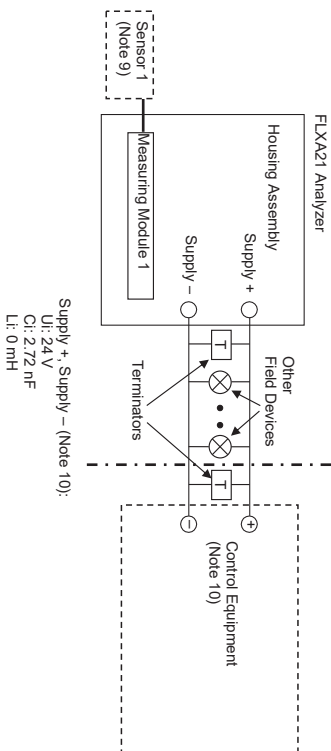 FLXA21 Analyzer
Sensor 1
(Note 9)
Housing Assembly
Measuring Module 1
Supply +
Supply –
T
Other
Field Devices
Terminators
T
+
–
Control Equipment
(Note 10)
Supply +, Supply – (Note 10):
Ui: 24 V
Ci: 2.72 nF
Li: 0 mH